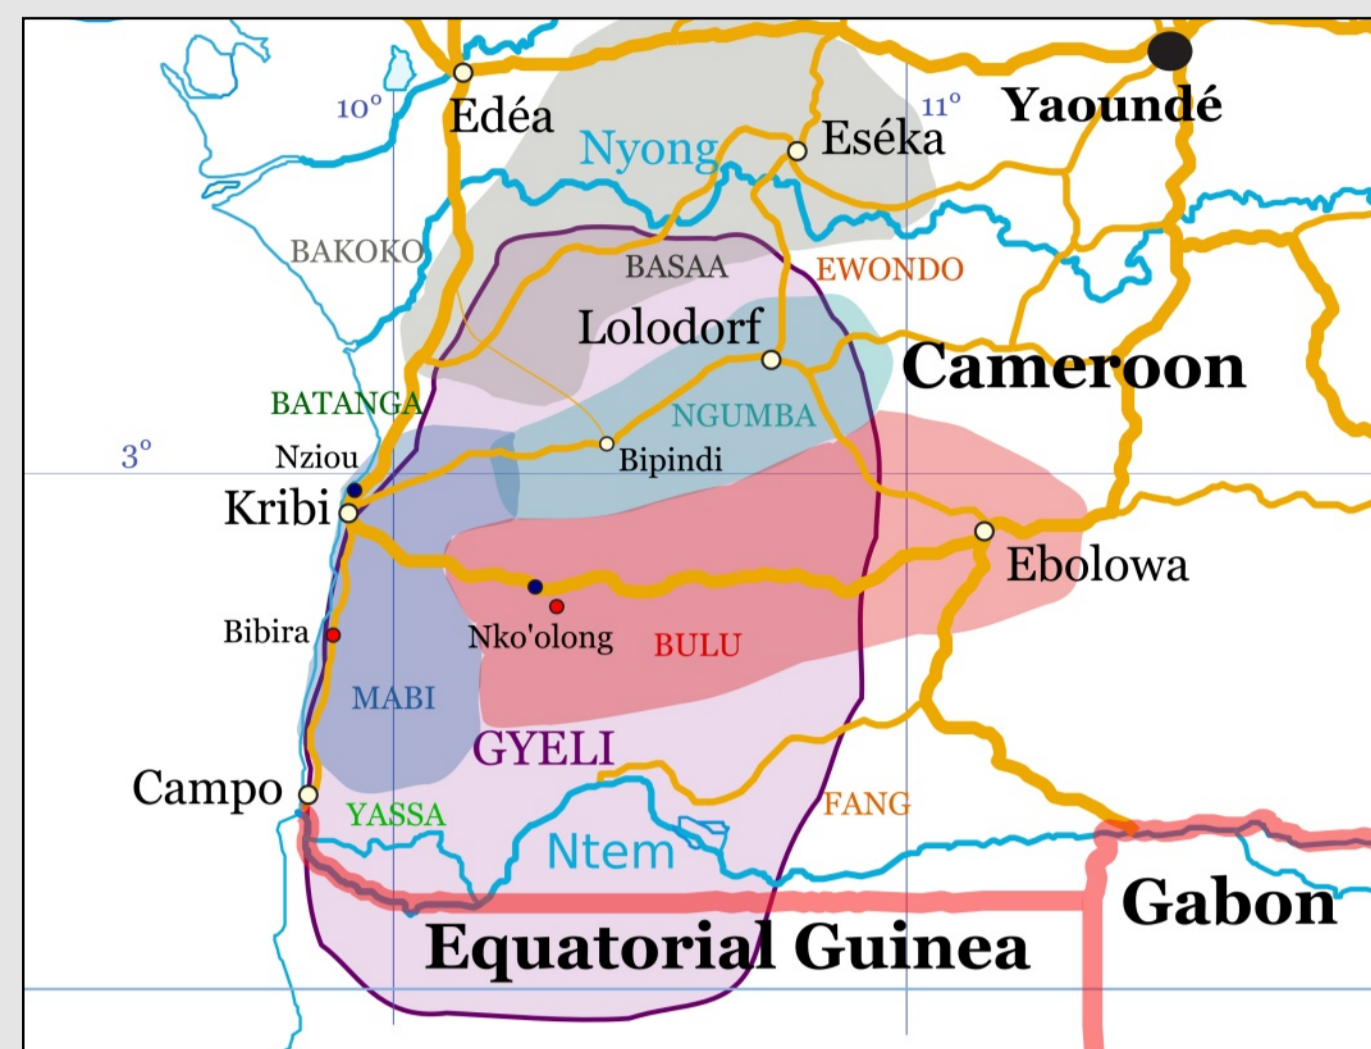 10°
Edéa
11°
Yaoundé
Nyong
Eséka
BAKOKO
BASAA
EWONDO
Lolodorf
Cameroon
BATANGA
NGUMBA
3°
Nziou
Bipindi
Kribi
Ebolowa
Bibira
Nko'olong
BULU
MABI
GYELI
Campo
YASSA
FANG
Ntem
Gabon
Equatorial Guinea